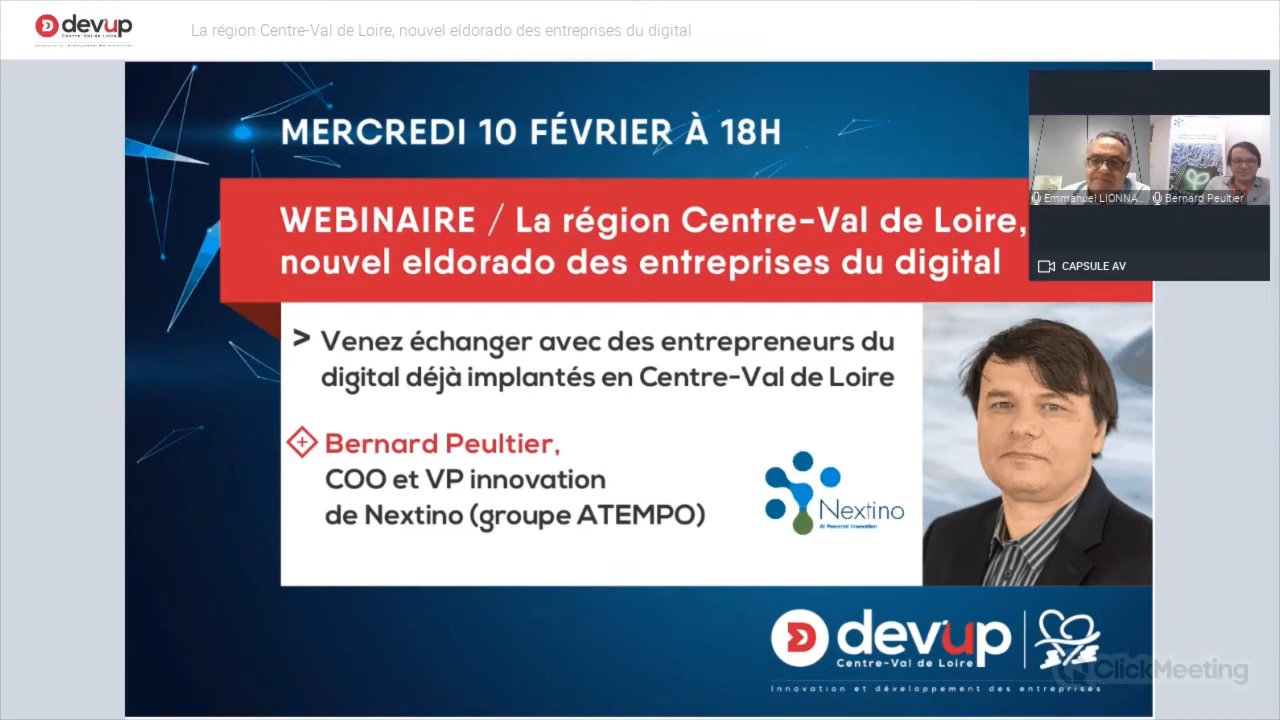 devup
Centre-Val de Loire
La région Centre-Val de Loire, nouvel eldorado des entreprises du digital
MERCREDI 10 FÉVRIER À 18H
WEBINAIRE / La région Centre-Val de Loire,
nouvel eldorado des entreprises du digital
Emmanuel LIONNA...
Bernard Peultier
CAPSULE AV
> Venez échanger avec des entrepreneurs du
digital déjà implantés en Centre-Val de Loire
Bernard Peultier,
COO et VP innovation
de Nextino (groupe ATEMPO)
Nextino
AI Powered Innovation
devup
Centre-Val de Loire
ClickMeeting
Innovation et développement des entreprises